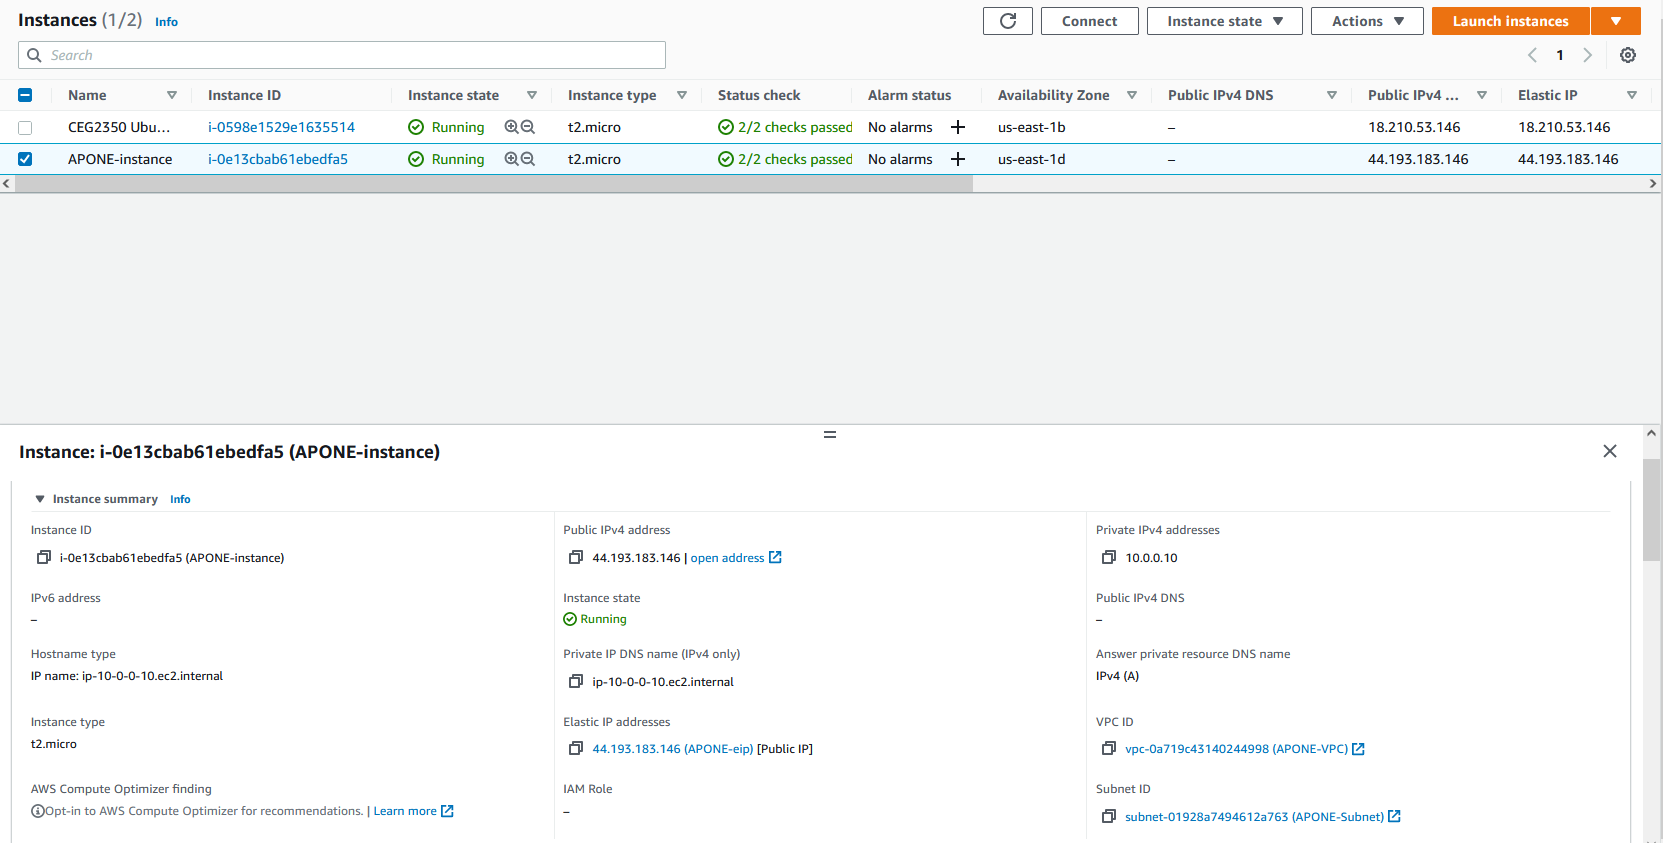 Instances (1/2) Info
Connect
Instance state
Actions
Launch instances
Search
1
Name Instance ID Instance state Instance type Status check Alarm status Availability Zone Public IPv4 DNS Public IPv4 ... Elastic IP
CEG2350 Ubu... i-0598e1529e1635514 Running t2.micro 2/2 checks passed No alarms us-east-1b – 18.210.53.146 18.210.53.146
APONE-instance i-0e13cbab61ebedfa5 Running t2.micro 2/2 checks passed No alarms us-east-1d – 44.193.183.146 44.193.183.146
Instance: i-0e13cbab61ebedfa5 (APONE-instance)
Instance summary Info
Instance ID
i-0e13cbab61ebedfa5 (APONE-instance)
Public IPv4 address
44.193.183.146 | open address
Private IPv4 addresses
10.0.0.10
IPv6 address
–
Instance state
Running
Public IPv4 DNS
–
Hostname type
IP name: ip-10-0-0-10.ec2.internal
Private IP DNS name (IPv4 only)
ip-10-0-0-10.ec2.internal
Answer private resource DNS name
IPv4 (A)
Instance type
t2.micro
Elastic IP addresses
44.193.183.146 (APONE-eip) [Public IP]
VPC ID
vpc-0a719c43140244998 (APONE-VPC)
AWS Compute Optimizer finding
Opt-in to AWS Compute Optimizer for recommendations. | Learn more
IAM Role
–
Subnet ID
subnet-01928a7494612a763 (APONE-Subnet)